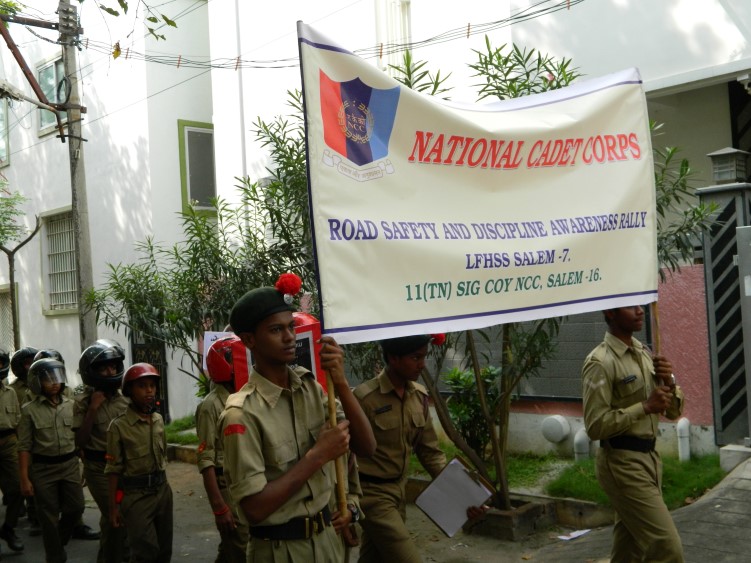 NCC
NATIONAL CADET CORPS
ROAD SAFETY AND DISCIPLINE AWARENESS RALLY
LFHSS SALEM -7.
11(TN) SIG COY NCC, SALEM -16.